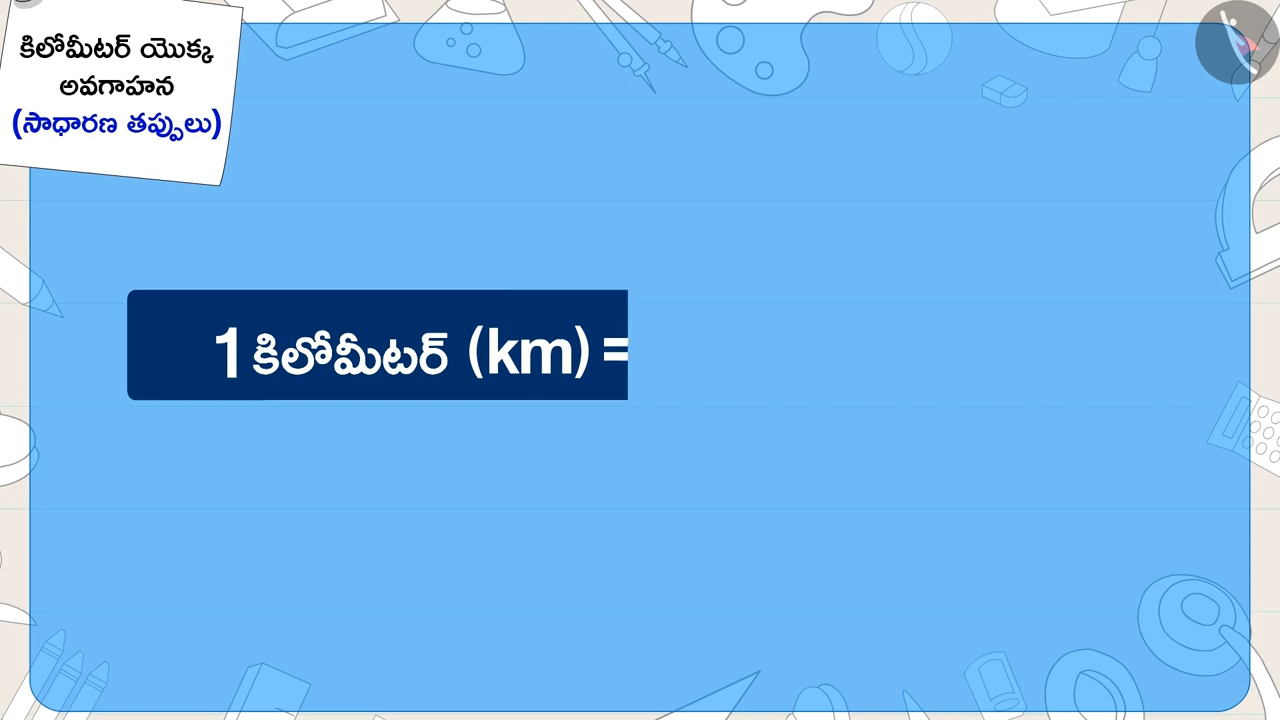 కిలోమీటర్ యొక్క
అవగాహన
(సాధారణ తప్పులు)
1 కిలోమీటర్ (km) =